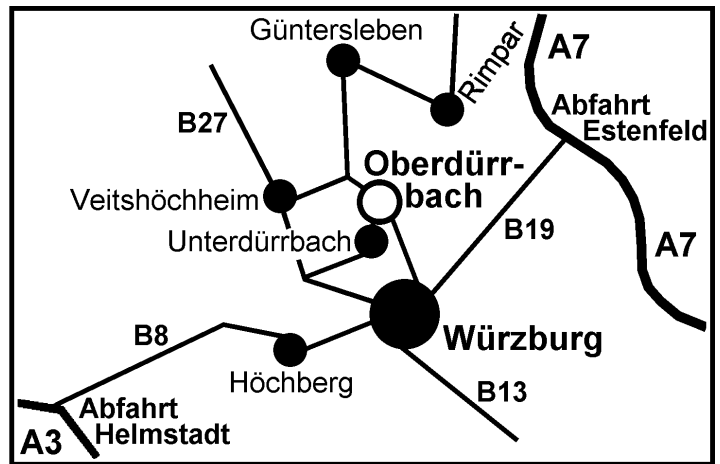 Güntersleben
Rimpar
A7
Abfahrt
Estenfeld
B27
Oberdürr-
bach
Veitshöchheim
Unterdürrbach
B19
A7
B8
Würzburg
Höchberg
B13
Abfahrt
Helmstadt
A3